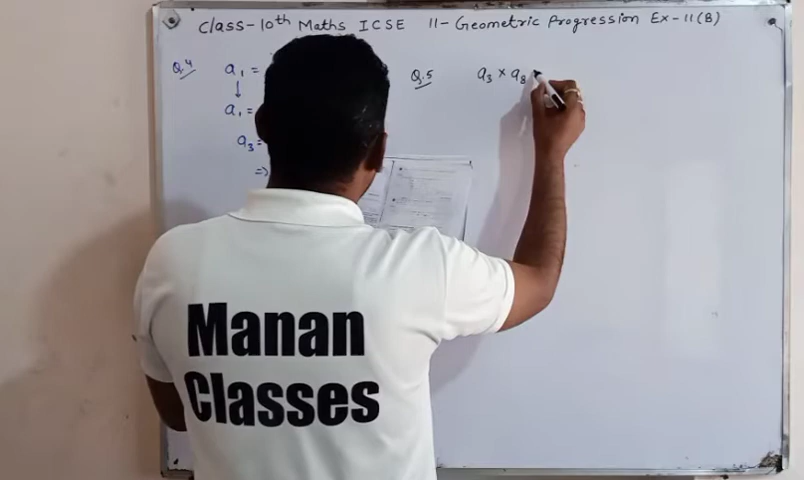 Class-10th Maths ICSE 11-Geometric Progression Ex-11(B)
Q.4 a₁ =
↓
a₁ =
a₃ =
=>
Q.5 a₃ × a₈
Manan
Classes